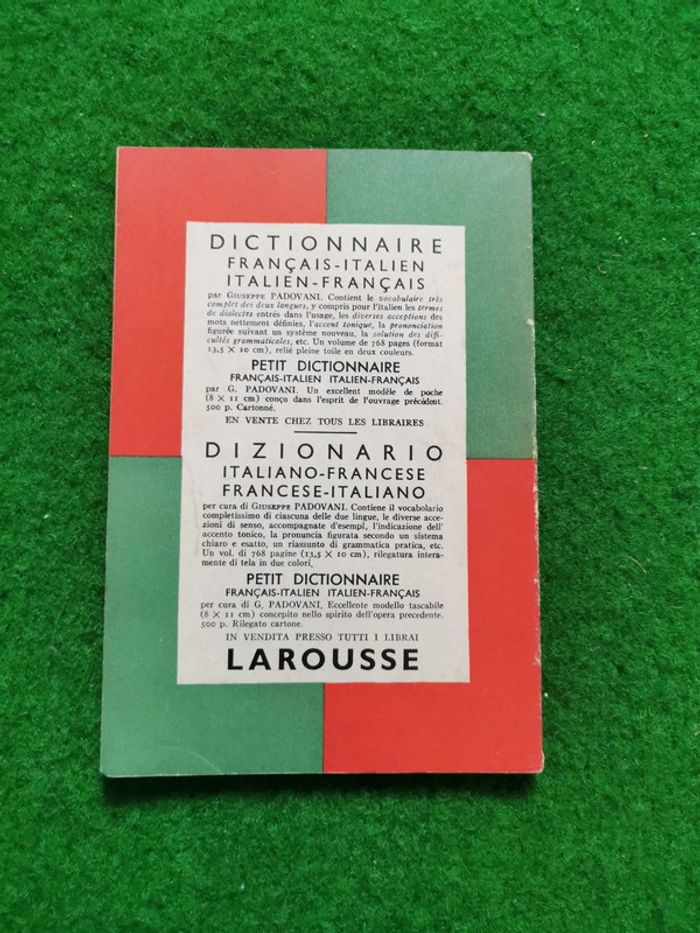 DICTIONNAIRE
FRANÇAIS-ITALIEN
ITALIEN-FRANÇAIS
par GIUSEPPE PADOVANI. Contient le vocabulaire très
complet des deux langues, y compris pour l'italien les termes
de dialectes entrés dans l'usage, les diverses acceptions des
mots nettement définies, l'accent tonique, la prononciation
figurée suivant un système nouveau, la solution des diffi-
cultés grammaticales, etc. Un volume de 768 pages (format
13,5 × 10 cm), relié pleine toile en deux couleurs.
PETIT DICTIONNAIRE
FRANÇAIS-ITALIEN ITALIEN-FRANÇAIS
par G. PADOVANI. Un excellent modèle de poche
(8 × 11 cm) conçu dans l'esprit de l'ouvrage précédent.
500 p. Cartonné.
EN VENTE CHEZ TOUS LES LIBRAIRES
DIZIONARIO
ITALIANO-FRANCESE
FRANCESE-ITALIANO
per cura di GIUSEPPE PADOVANI. Contiene il vocabolario
completissimo di ciascuna delle due lingue, le diverse acce-
zioni di senso, accompagnate d'esempi, l'indicazione dell'
accento tonico, la pronuncia figurata secondo un sistema
chiaro e esatto, un riassunto di grammatica pratica, etc.
Un vol. di 768 pagine (13,5 × 10 cm), rilegatura intera-
mente di tela in due colori,
PETIT DICTIONNAIRE
FRANÇAIS-ITALIEN ITALIEN-FRANÇAIS
per cura di G, PADOVANI, Eccellente modello tascabile
(8 × 11 cm) concepito nello spirito dell'opera precedente.
500 p. Rilegato cartone.
IN VENDITA PRESSO TUTTI I LIBRAI
LAROUSSE